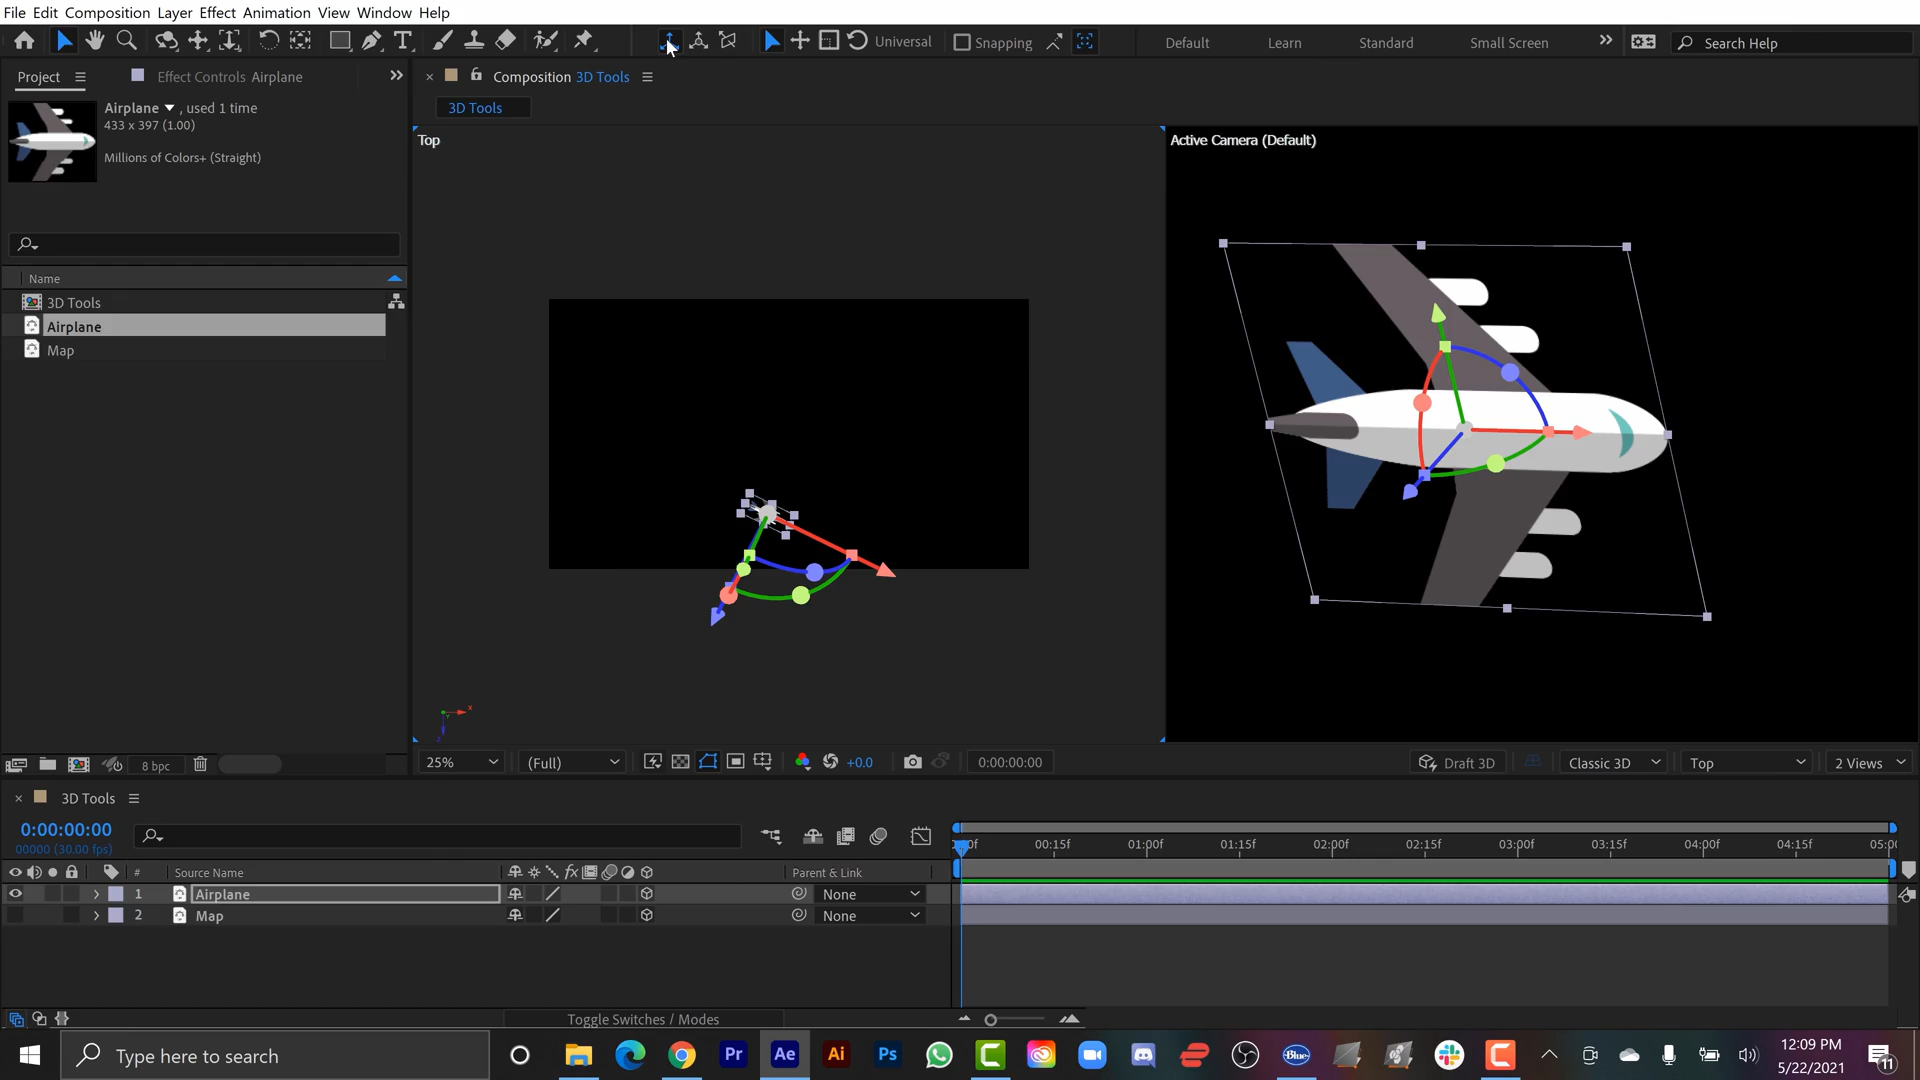 File Edit Composition Layer Effect Animation View Window Help
Universal Snapping Default Learn Standard Small Screen Search Help
Project Effect Controls Airplane
Composition 3D Tools
Airplane , used 1 time
433 x 397 (1.00)
Millions of Colors+ (Straight)
3D Tools
Top
Active Camera (Default)
Name
3D Tools
Airplane
Map
8 bpc
25% (Full) +0.0 0:00:00:00 Draft 3D Classic 3D Top 2 Views
3D Tools
0:00:00:00
00000 (30.00 fps)
00f 00:15f 01:00f 01:15f 02:00f 02:15f 03:00f 03:15f 04:00f 04:15f 05:00
# Source Name fx Parent & Link
1 Airplane None
2 Map None
Toggle Switches / Modes
Type here to search
Pr Ae Ai Ps Blue
12:09 PM
5/22/2021
11